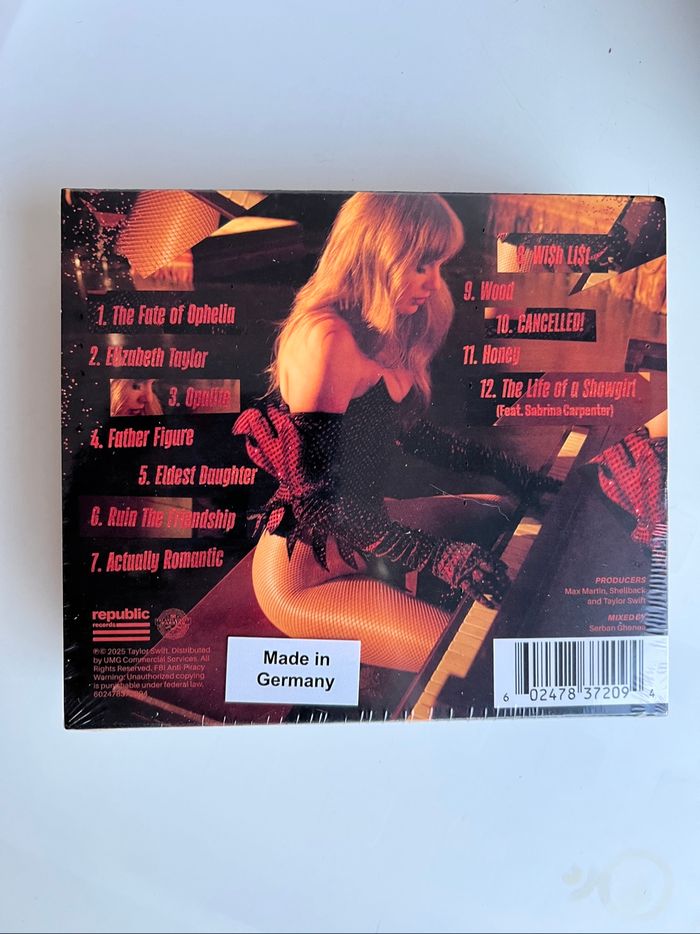 1. The Fate of Ophelia
2. Elizabeth Taylor
3. Opalite
4. Father Figure
5. Eldest Daughter
6. Ruin The Friendship
7. Actually Romantic
8. Wi$h Li$t
9. Wood
10. CANCELLED!
11. Honey
12. The Life of a Showgirl
(Feat. Sabrina Carpenter)
republic
records
℗© 2025 Taylor Swift. Distributed
by UMG Commercial Services. All
Rights Reserved. FBI Anti-Piracy
Warning: Unauthorized copying
is punishable under federal law.
Made in
Germany
PRODUCERS
Max Martin, Shellback
and Taylor Swift
MIXED BY
Serban Ghenea
6 02478 37209 4